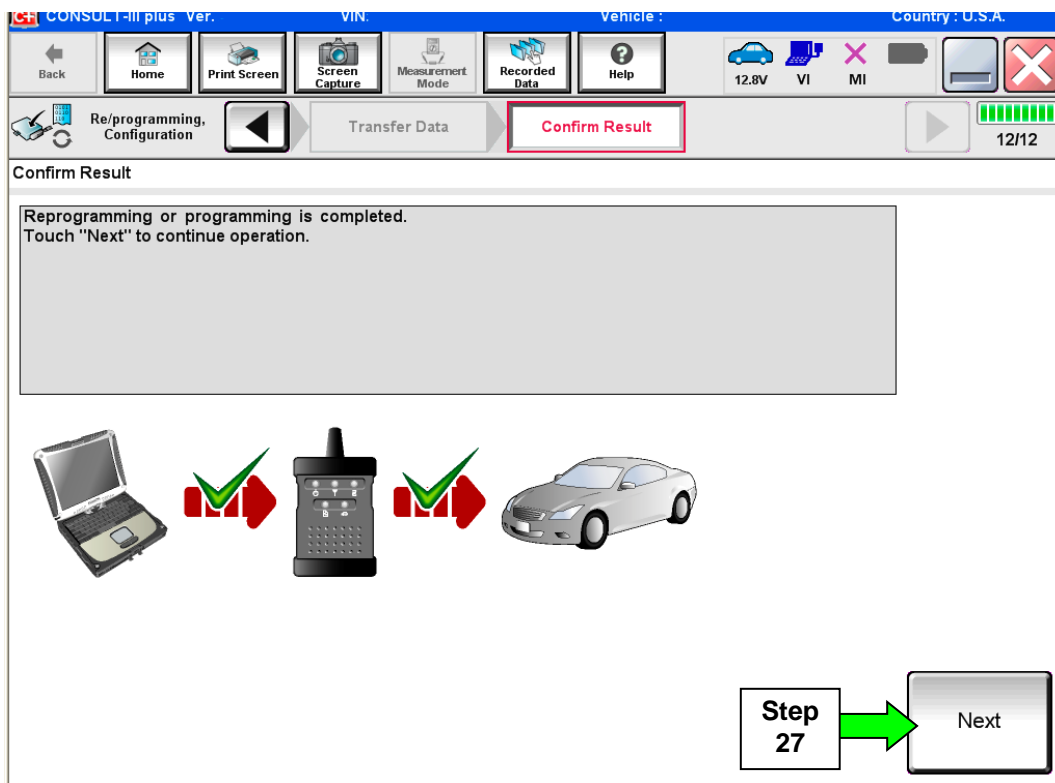 C+ CONSULT-III plus Ver. VIN: Vehicle : Country : U.S.A.
Back
Home
Print Screen
Screen
Capture
Measurement
Mode
Recorded
Data
Help
12.8V VI MI
Re/programming,
Configuration
Transfer Data
Confirm Result
12/12
Confirm Result
Reprogramming or programming is completed.
Touch "Next" to continue operation.
Step
27
Next